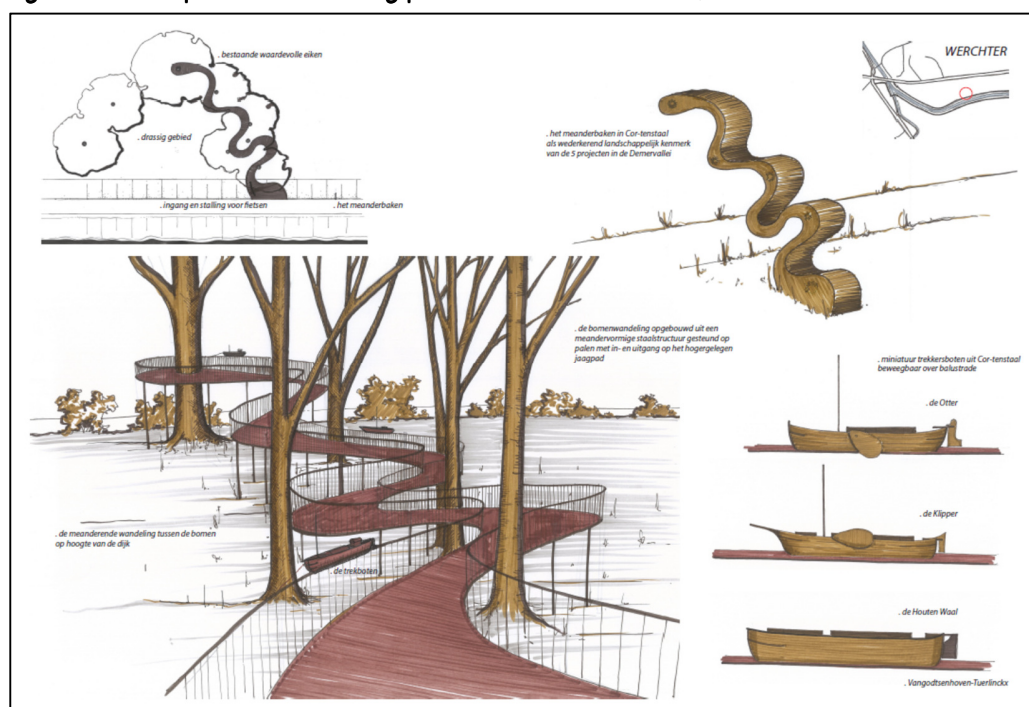 . bestaande waardevolle eiken
. drassig gebied
. ingang en stalling voor fietsen
. het meanderbaken
WERCHTER
. het meanderbaken in Cor-tenstaal
als wederkerend landschappelijk kenmerk
van de 5 projecten in de Demervallei
. de bomenwandeling opgebouwd uit een
meandervormige staalstructuur gesteund op
palen met in- en uitgang op het hogergelegen
jaagpad
. miniatuur trekkersboten uit Cor-tenstaal
beweegbaar over balustrade
. de Otter
. de Klipper
. de meanderende wandeling tussen de bomen
op hoogte van de dijk
. de trekboten
. de Houten Waal
. Vangodtsenhoven-Tuerlinckx